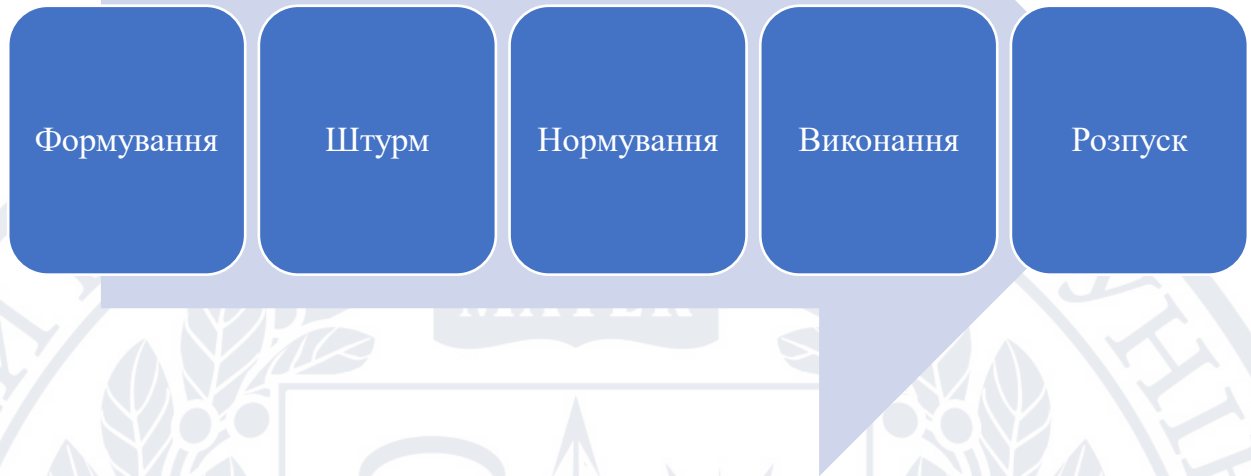 Формування
Штурм
Нормування
Виконання
Розпуск